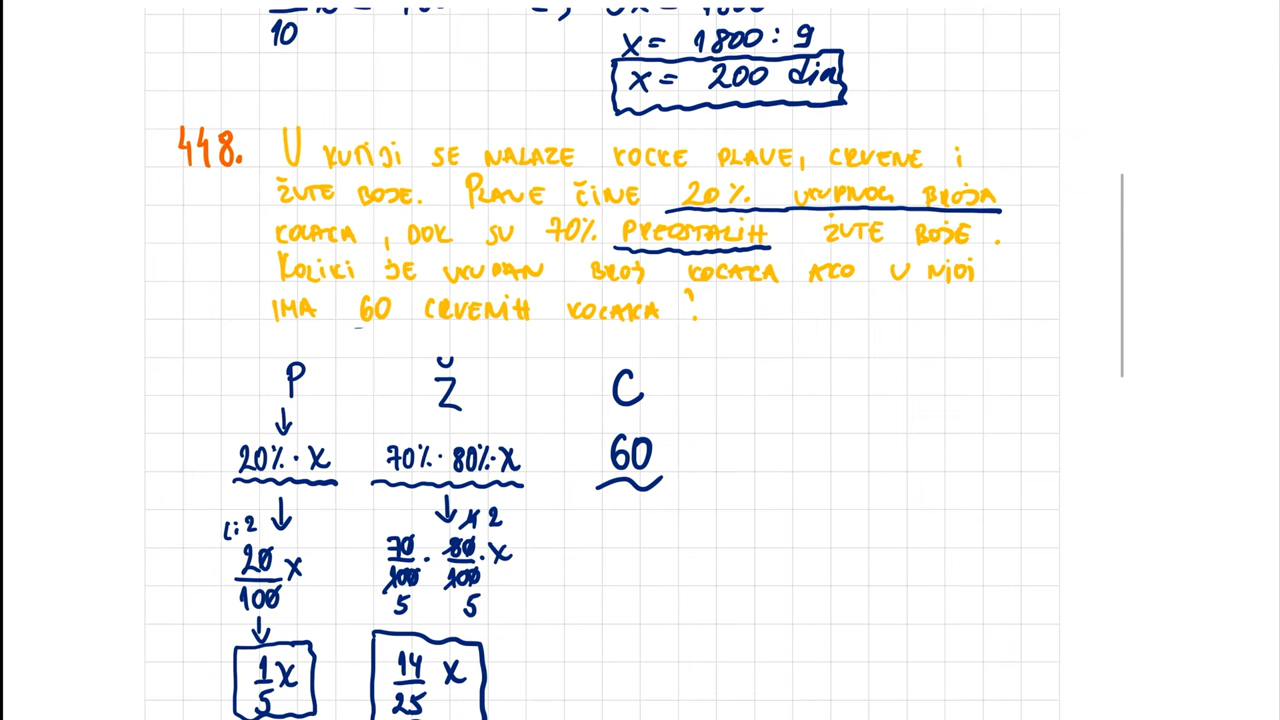 10
x = 1800 : 9
x = 200 din
448. U KUTIJI SE NALAZE KOCKE PLAVE, CRVENE i
ŽUTE BOJE. PLAVE ČINE 20% UKUPNOG BROJA
KOCAKA, DOK SU 70% PREOSTALIH ŽUTE BOJE.
KOLIKI JE UKUPAN BROJ KOCAKA AKO U NJOJ
IMA 60 CRVENIH KOCAKA?
P Ž C
↓
20% · x 70% · 80% · x 60
↓ ↓
(:2 4 2
20/100 x 70/100 · 80/100 · x
5 5
↓
1/5 x 14/25 x